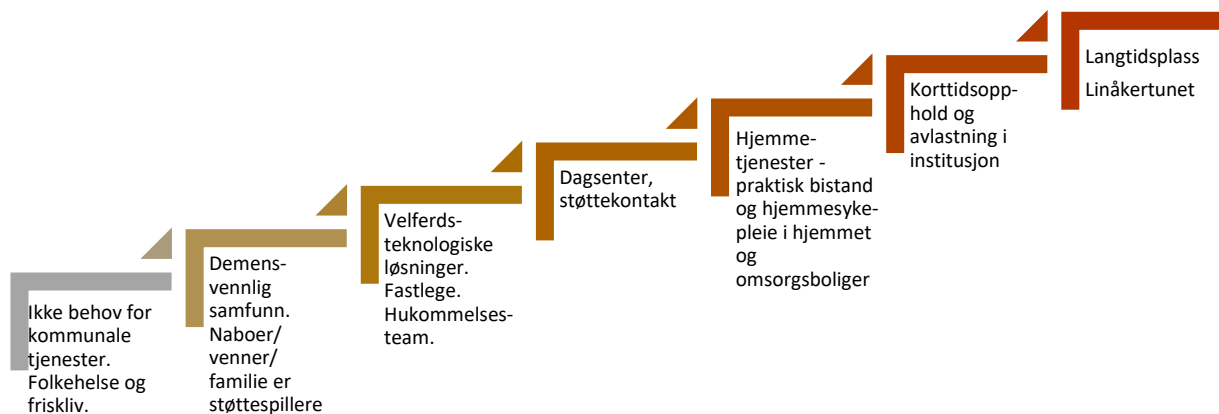 Ikke behov for
kommunale
tjenester.
Folkehelse og
friskliv.
Demens-
vennlig
samfunn.
Naboer/
venner/
familie er
støttespillere
Velferds-
teknologiske
løsninger.
Fastlege.
Hukommelses-
team.
Dagsenter,
støttekontakt
Hjemme-
tjenester -
praktisk bistand
og hjemmesyke-
pleie i hjemmet
og
omsorgsboliger
Korttidsopp-
hold og
avlastning i
institusjon
Langtidsplass
Linåkertunet